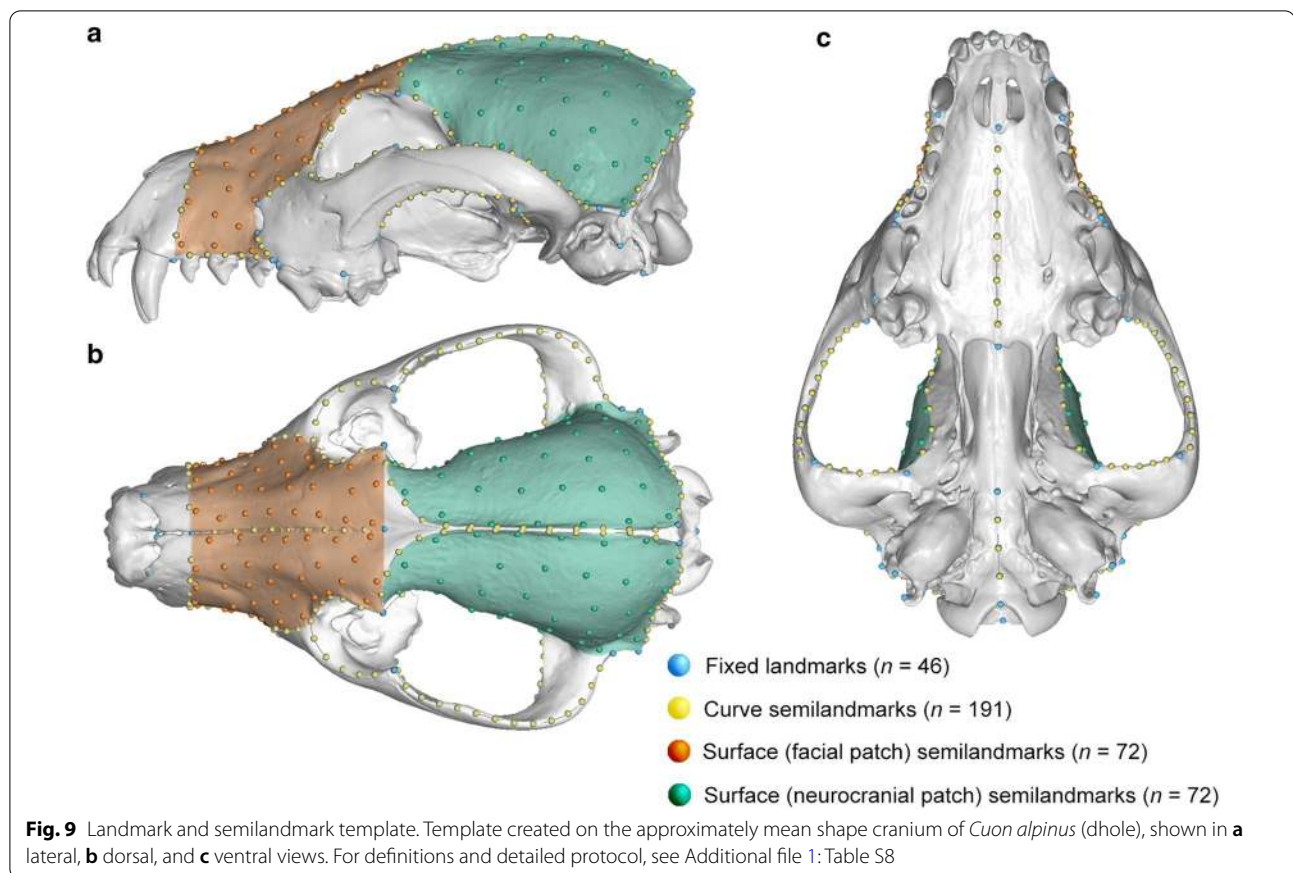 a
c
b
Fixed landmarks (n = 46)
Curve semilandmarks (n = 191)
Surface (facial patch) semilandmarks (n = 72)
Surface (neurocranial patch) semilandmarks (n = 72)
Fig. 9 Landmark and semilandmark template. Template created on the approximately mean shape cranium of Cuon alpinus (dhole), shown in a
lateral, b dorsal, and c ventral views. For definitions and detailed protocol, see Additional file 1: Table S8